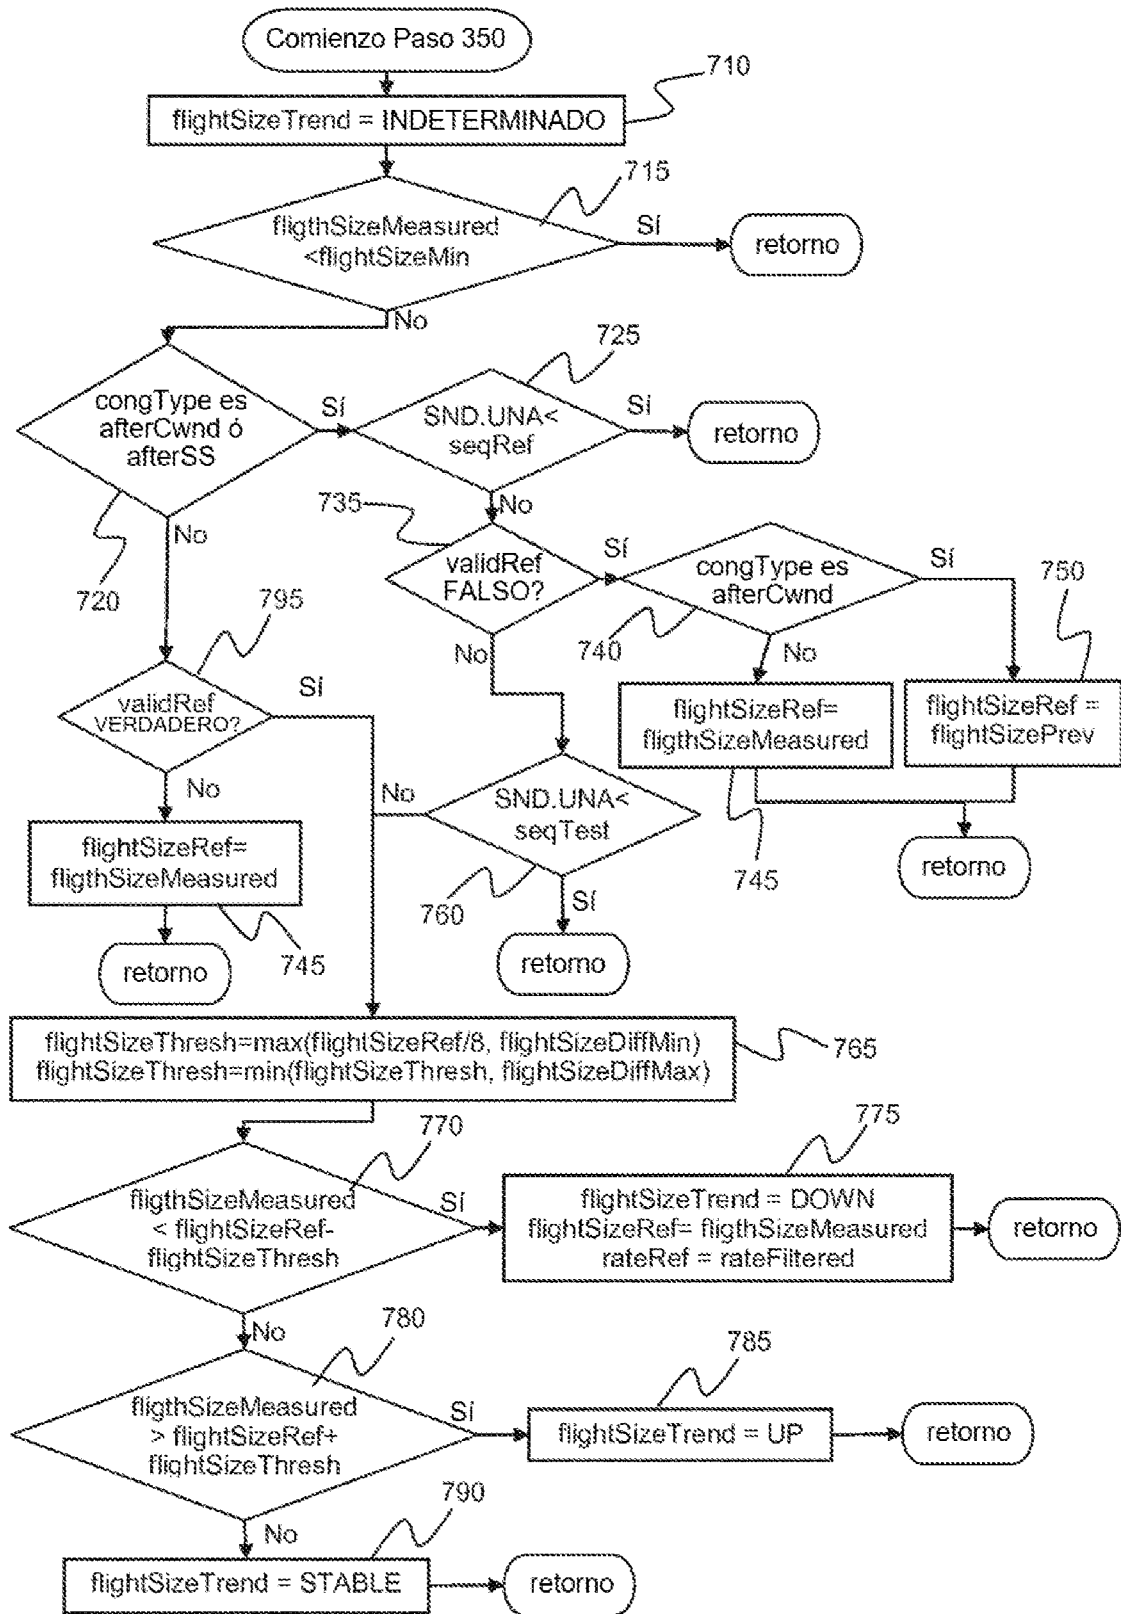 Comienzo Paso 350
710
flightSizeTrend = INDETERMINADO
715
fligthSizeMeasured
<flightSizeMin
Sí
retorno
No
725
congType es
afterCwnd ó
afterSS
Sí
SND.UNA<
seqRef
Sí
retorno
720
No
735
No
validRef
FALSO?
Sí
congType es
afterCwnd
Sí
750
740
No
No
795
validRef
VERDADERO?
Sí
flightSizeRef=
fligthSizeMeasured
flightSizeRef =
flightSizePrev
No
No
SND.UNA<
seqTest
745
retorno
flightSizeRef=
fligthSizeMeasured
760
Sí
745
retorno
retorno
flightSizeThresh=max(flightSizeRef/8, flightSizeDiffMin)
flightSizeThresh=min(flightSizeThresh, flightSizeDiffMax)
765
770
775
fligthSizeMeasured
< flightSizeRef-
flightSizeThresh
Sí
flightSizeTrend = DOWN
flightSizeRef= fligthSizeMeasured
rateRef = rateFiltered
retorno
No
780
785
fligthSizeMeasured
> flightSizeRef+
flightSizeThresh
Sí
flightSizeTrend = UP
retorno
No
790
flightSizeTrend = STABLE
retorno